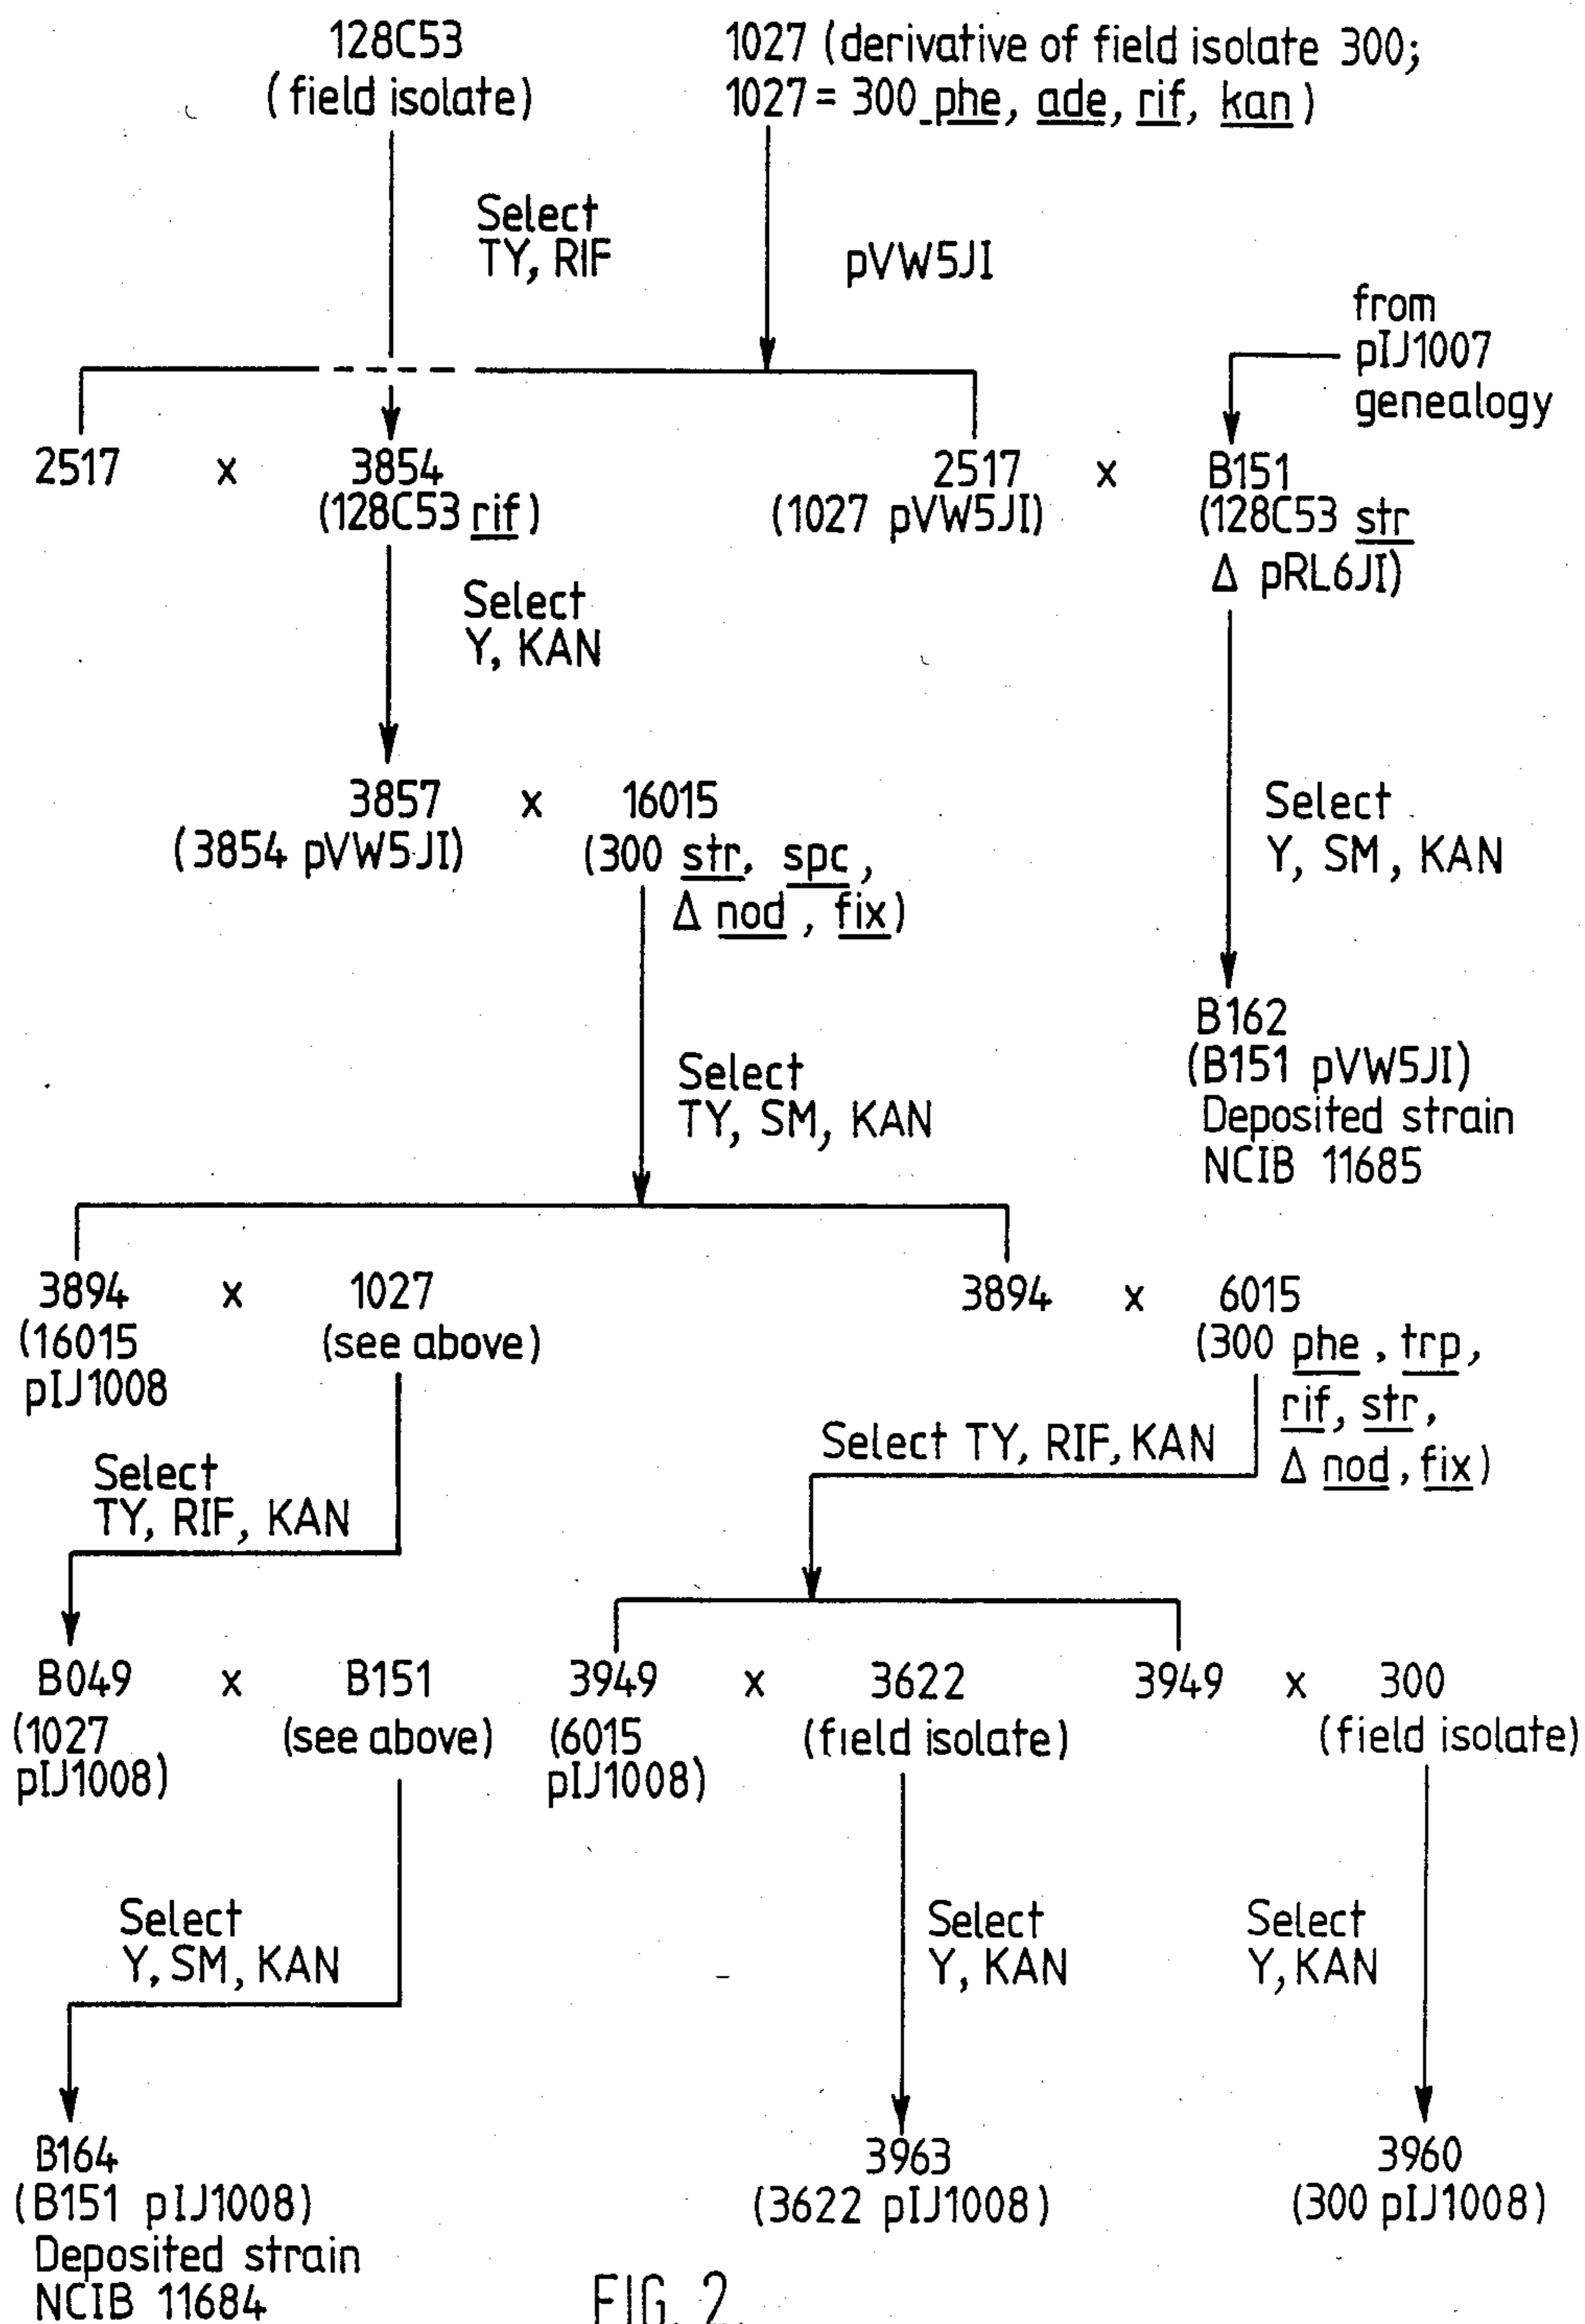 128C53
(field isolate)
1027 (derivative of field isolate 300;
1027 = 300 phe, ade, rif, kan)
Select
TY, RIF
pVW5JI
from
pIJ1007
genealogy
2517 x 3854
(128C53 rif)
2517 x B151
(1027 pVW5JI)
(128C53 str
Δ pRL6JI)
Select
Y, KAN
3857 x 16015
(3854 pVW5JI)
(300 str, spc,
Δ nod, fix)
Select
Y, SM, KAN
B162
(B151 pVW5JI)
Deposited strain
NCIB 11685
Select
TY, SM, KAN
3894 x 1027
(16015
pIJ1008
(see above)
3894 x 6015
(300 phe, trp,
rif, str,
Δ nod, fix)
Select
TY, RIF, KAN
Select TY, RIF, KAN
B049 x B151
(1027
pIJ1008)
(see above)
3949 x 3622
(6015
pIJ1008)
(field isolate)
3949 x 300
(field isolate)
Select
Y, SM, KAN
Select
Y, KAN
Select
Y, KAN
B164
(B151 pIJ1008)
Deposited strain
NCIB 11684
3963
(3622 pIJ1008)
3960
(300 pIJ1008)
FIG. 2.